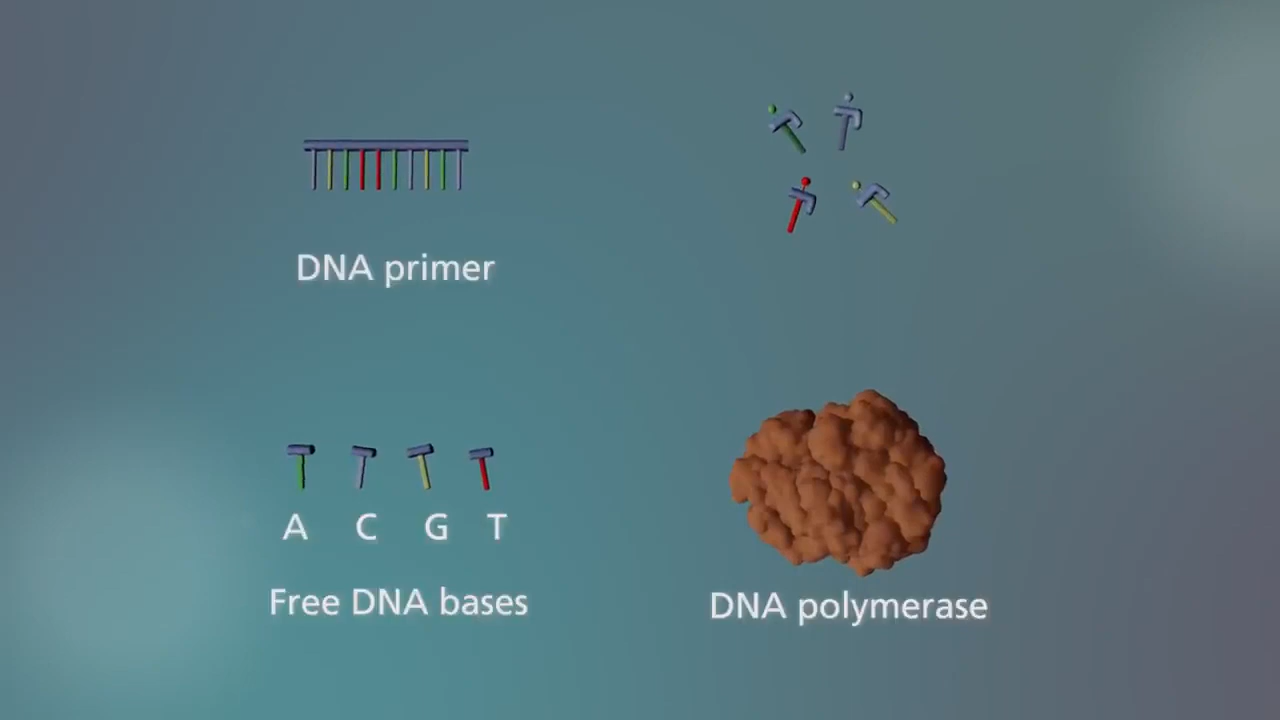 DNA primer
A C G T
Free DNA bases
DNA polymerase